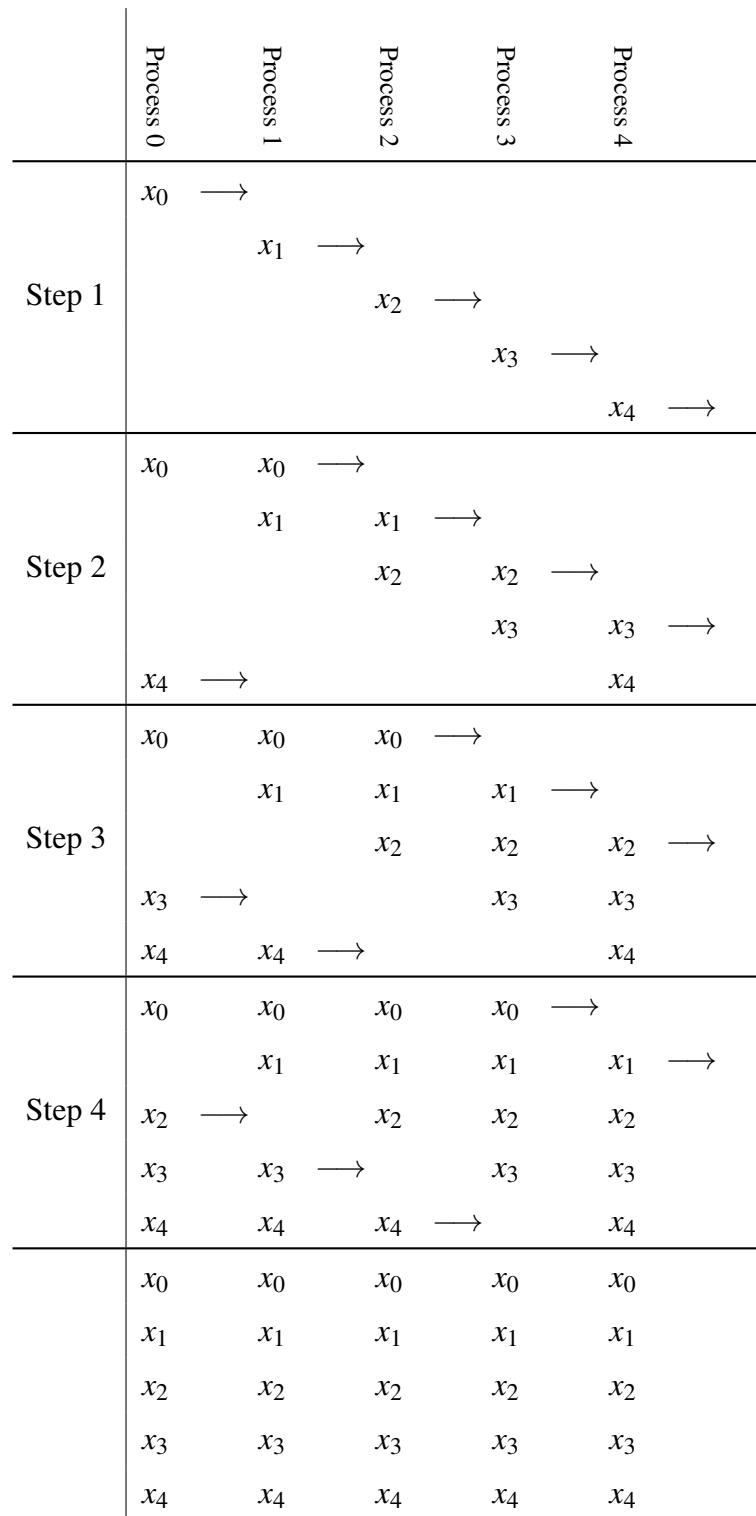 Process 0 Process 1 Process 2 Process 3 Process 4
x₀ ⟶
x₁ ⟶
Step 1 x₂ ⟶
x₃ ⟶
x₄ ⟶
x₀ x₀ ⟶
x₁ x₁ ⟶
Step 2 x₂ x₂ ⟶
x₃ x₃ ⟶
x₄ ⟶ x₄
x₀ x₀ x₀ ⟶
x₁ x₁ x₁ ⟶
Step 3 x₂ x₂ x₂ ⟶
x₃ ⟶ x₃ x₃
x₄ x₄ ⟶ x₄
x₀ x₀ x₀ x₀ ⟶
x₁ x₁ x₁ x₁ ⟶
Step 4 x₂ ⟶ x₂ x₂ x₂
x₃ x₃ ⟶ x₃ x₃
x₄ x₄ x₄ ⟶ x₄
x₀ x₀ x₀ x₀ x₀
x₁ x₁ x₁ x₁ x₁
x₂ x₂ x₂ x₂ x₂
x₃ x₃ x₃ x₃ x₃
x₄ x₄ x₄ x₄ x₄